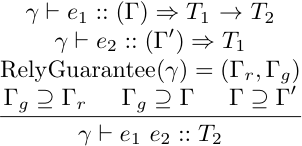 γ ⊢ e₁ :: (Γ) ⇒ T₁ → T₂
γ ⊢ e₂ :: (Γ′) ⇒ T₁
RelyGuarantee(γ) = (Γᵣ, Γ_g)
Γ_g ⊇ Γᵣ Γ_g ⊇ Γ Γ ⊇ Γ′
γ ⊢ e₁ e₂ :: T₂